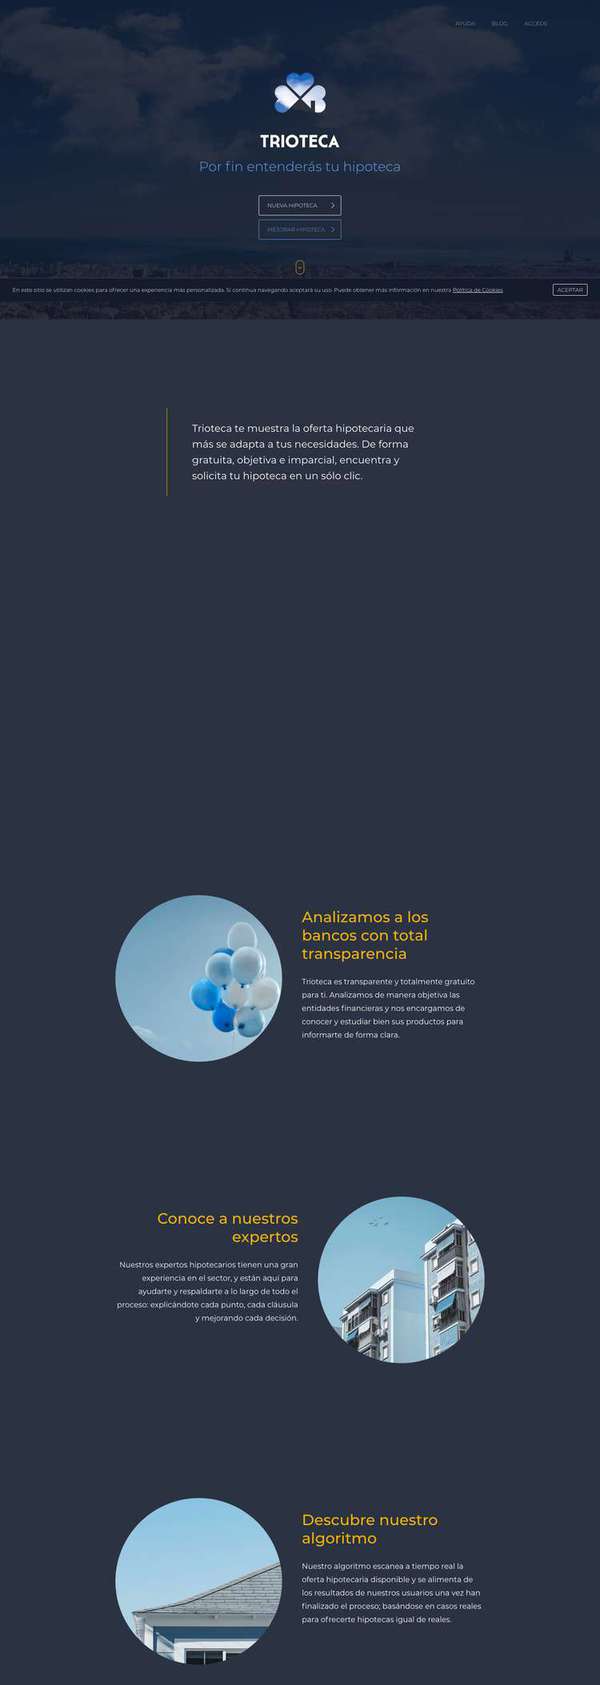 AYUDA BLOG ACCEDE
TRIOTECA
Por fin entenderás tu hipoteca
NUEVA HIPOTECA
MEJORAR HIPOTECA
En este sitio se utilizan cookies para ofrecer una experiencia más personalizada. Si continua navegando aceptará su uso. Puede obtener más información en nuestra Política de Cookies
ACEPTAR
Trioteca te muestra la oferta hipotecaria que
más se adapta a tus necesidades. De forma
gratuita, objetiva e imparcial, encuentra y
solicita tu hipoteca en un sólo clic.
Analizamos a los
bancos con total
transparencia
Trioteca es transparente y totalmente gratuito
para ti. Analizamos de manera objetiva las
entidades financieras y nos encargamos de
conocer y estudiar bien sus productos para
informarte de forma clara.
Conoce a nuestros
expertos
Nuestros expertos hipotecarios tienen una gran
experiencia en el sector, y están aquí para
ayudarte y respaldarte a lo largo de todo el
proceso: explicándote cada punto, cada cláusula
y mejorando cada decisión.
Descubre nuestro
algoritmo
Nuestro algoritmo escanea a tiempo real la
oferta hipotecaria disponible y se alimenta de
los resultados de nuestros usuarios una vez han
finalizado el proceso; basándose en casos reales
para ofrecerte hipotecas igual de reales.